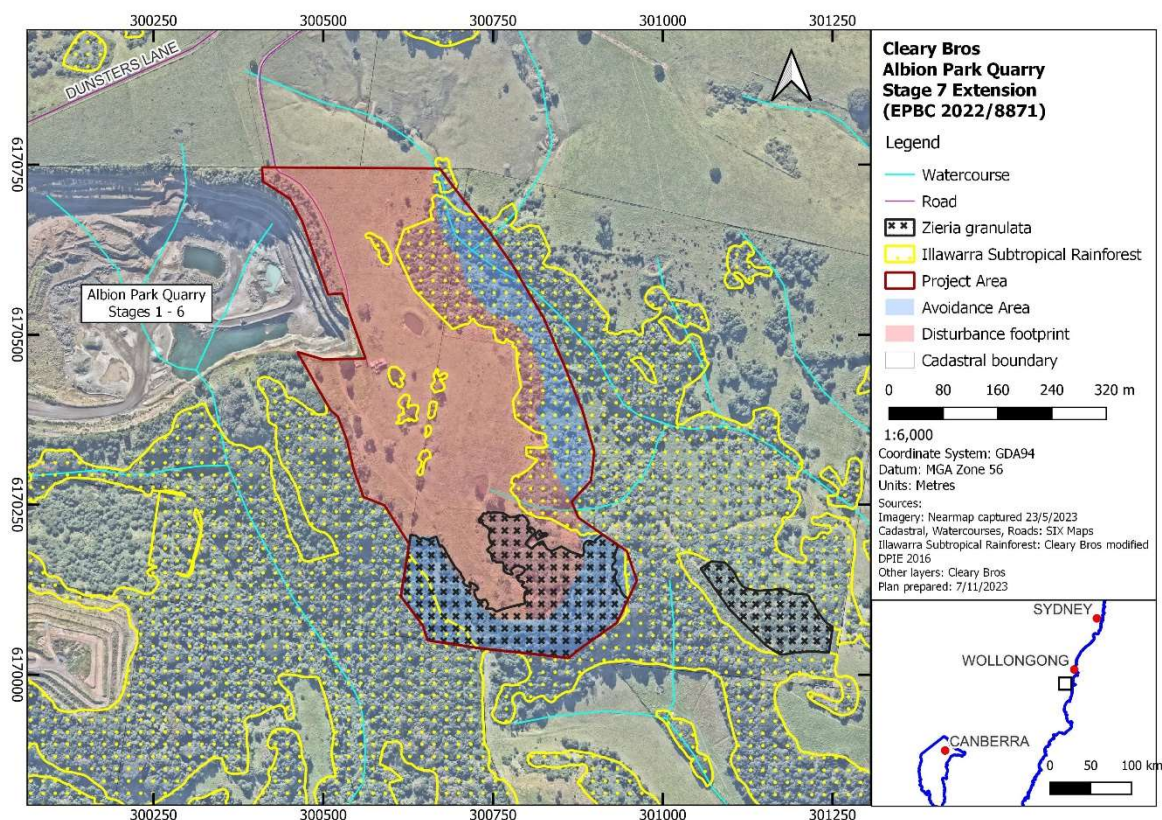 300250 300500 300750 301000 301250
DUNSTERS LANE
6170750
6170500
6170250
6170000
Albion Park Quarry
Stages 1 - 6
300250 300500 300750 301000 301250
Cleary Bros
Albion Park Quarry
Stage 7 Extension
(EPBC 2022/8871)
Legend
Watercourse
Road
Zieria granulata
Illawarra Subtropical Rainforest
Project Area
Avoidance Area
Disturbance footprint
Cadastral boundary
0 80 160 240 320 m
1:6,000
Coordinate System: GDA94
Datum: MGA Zone 56
Units: Metres
Sources:
Imagery: Nearmap captured 23/5/2023
Cadastral, Watercourses, Roads: SIX Maps
Illawarra Subtropical Rainforest: Cleary Bros modified
DPIE 2016
Other layers: Cleary Bros
Plan prepared: 7/11/2023
SYDNEY
WOLLONGONG
CANBERRA
0 50 100 km